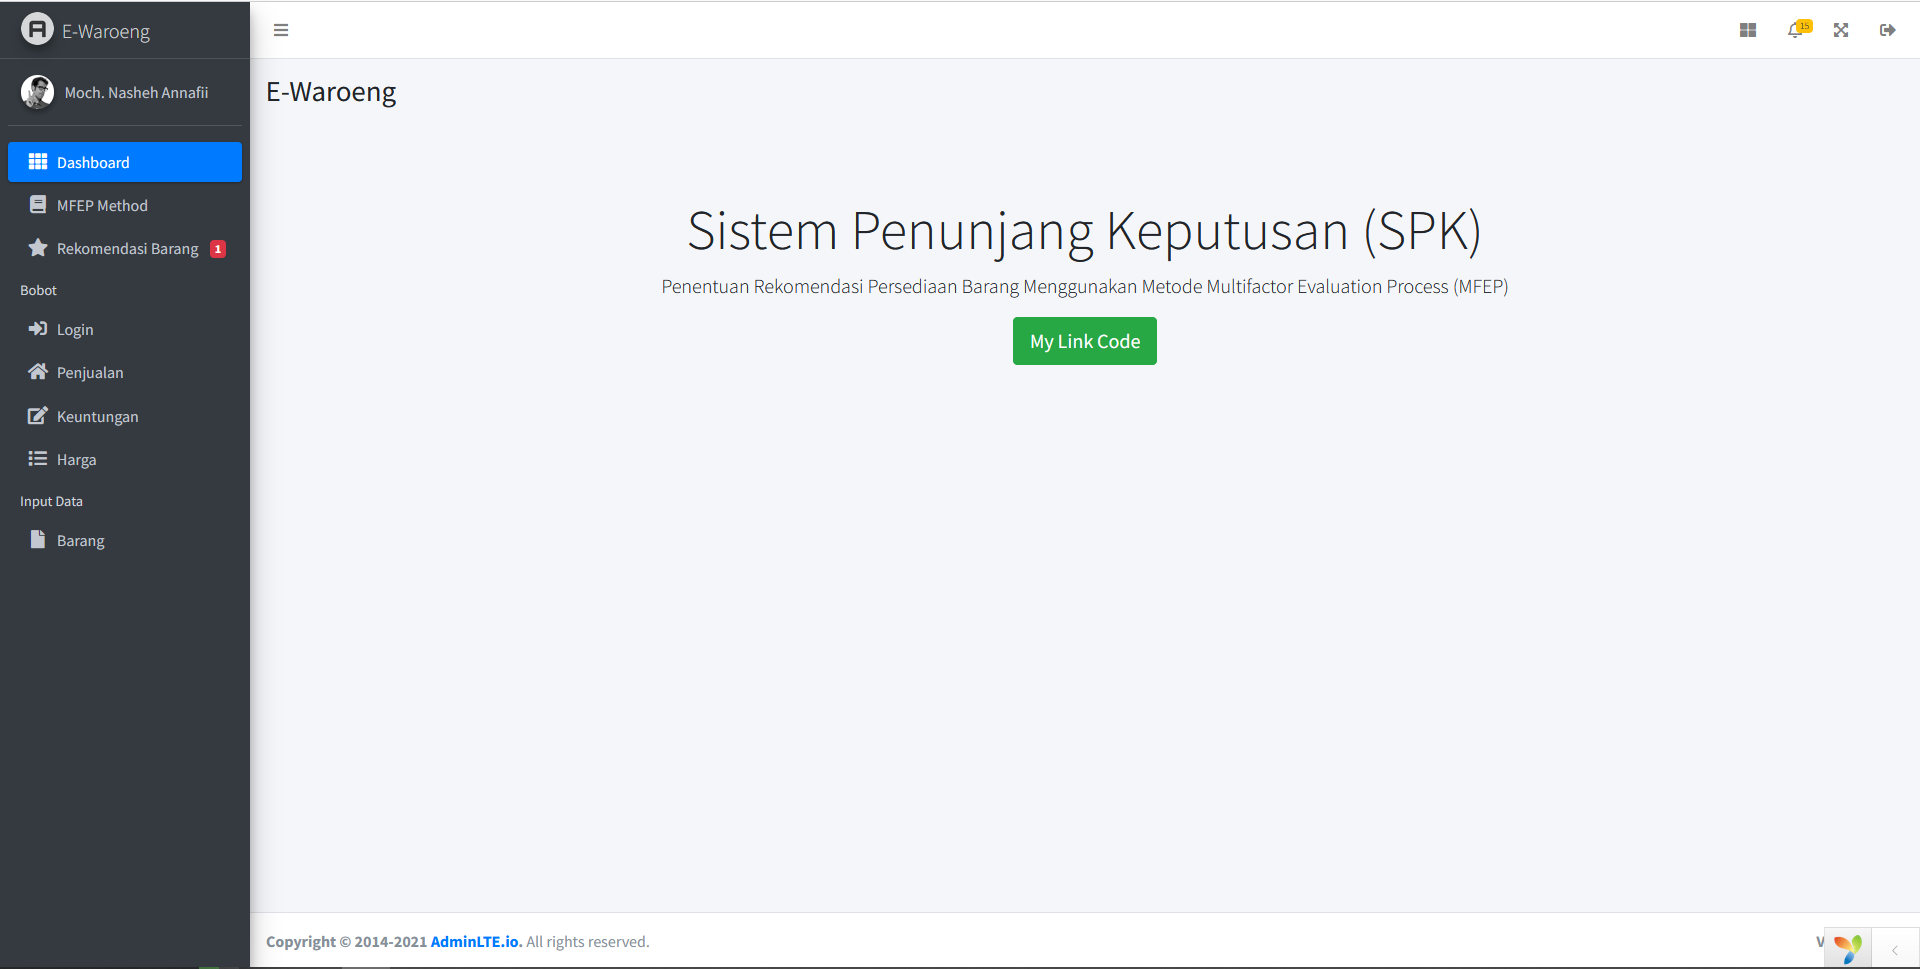 E-Waroeng
Moch. Nasheh Annafii
Dashboard
MFEP Method
Rekomendasi Barang 1
Bobot
Login
Penjualan
Keuntungan
Harga
Input Data
Barang
15
E-Waroeng
Sistem Penunjang Keputusan (SPK)
Penentuan Rekomendasi Persediaan Barang Menggunakan Metode Multifactor Evaluation Process (MFEP)
My Link Code
Copyright © 2014-2021 AdminLTE.io. All rights reserved.